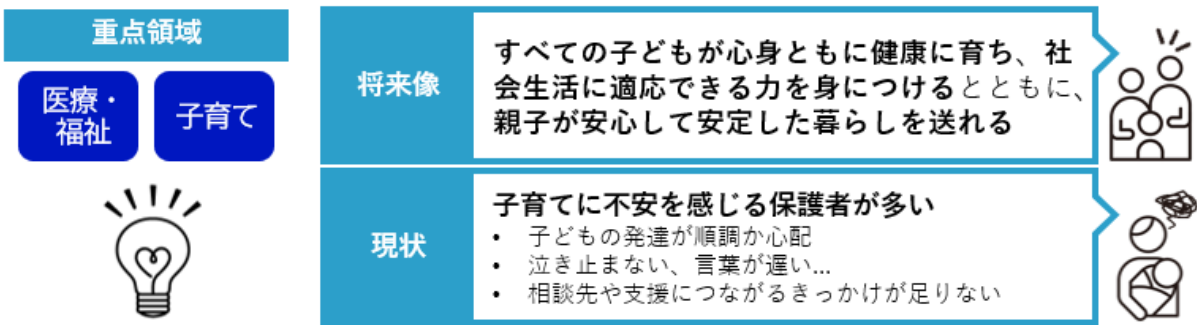 重点領域
医療・
福祉
子育て
将来像
すべての子どもが心身ともに健康に育ち、社
会生活に適応できる力を身につけるとともに、
親子が安心して安定した暮らしを送れる
現状
子育てに不安を感じる保護者が多い
• 子どもの発達が順調か心配
• 泣き止まない、言葉が遅い...
• 相談先や支援につながるきっかけが足りない